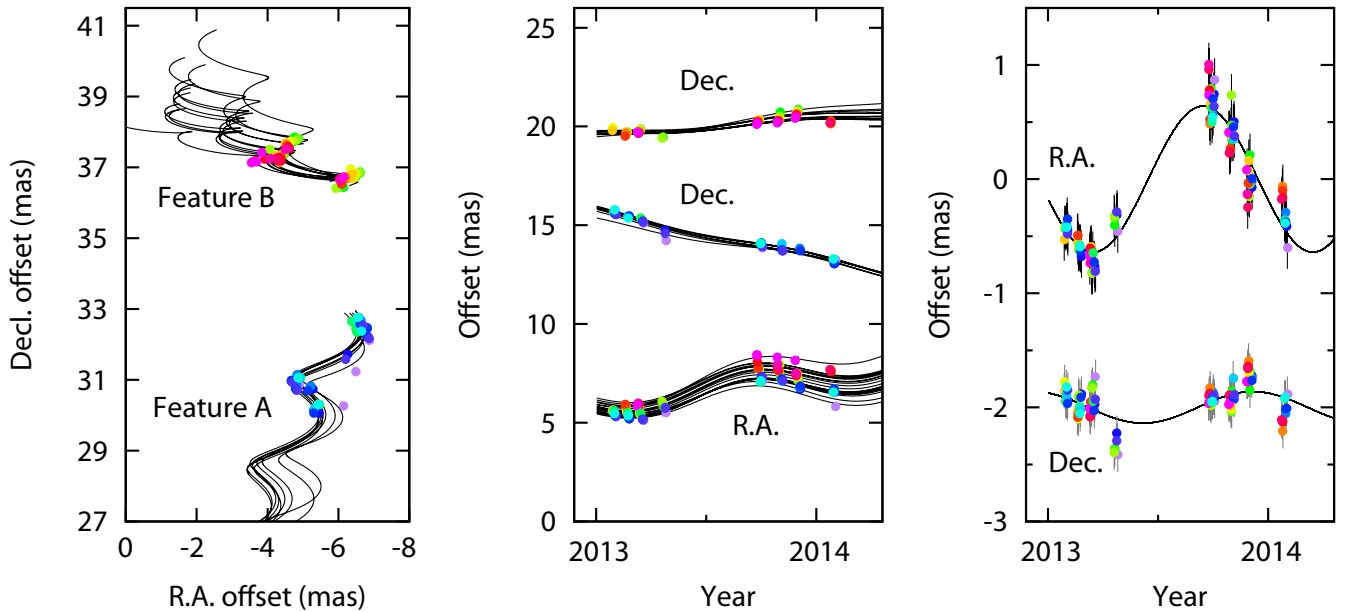 41
39
37
35
33
31
29
27
0
-2
-4
-6
-8
Decl. offset (mas)
R.A. offset (mas)
Feature B
Feature A
25
20
15
10
5
0
2013
2014
Offset (mas)
Year
Dec.
Dec.
R.A.
1
0
-1
-2
-3
2013
2014
Offset (mas)
Year
R.A.
Dec.